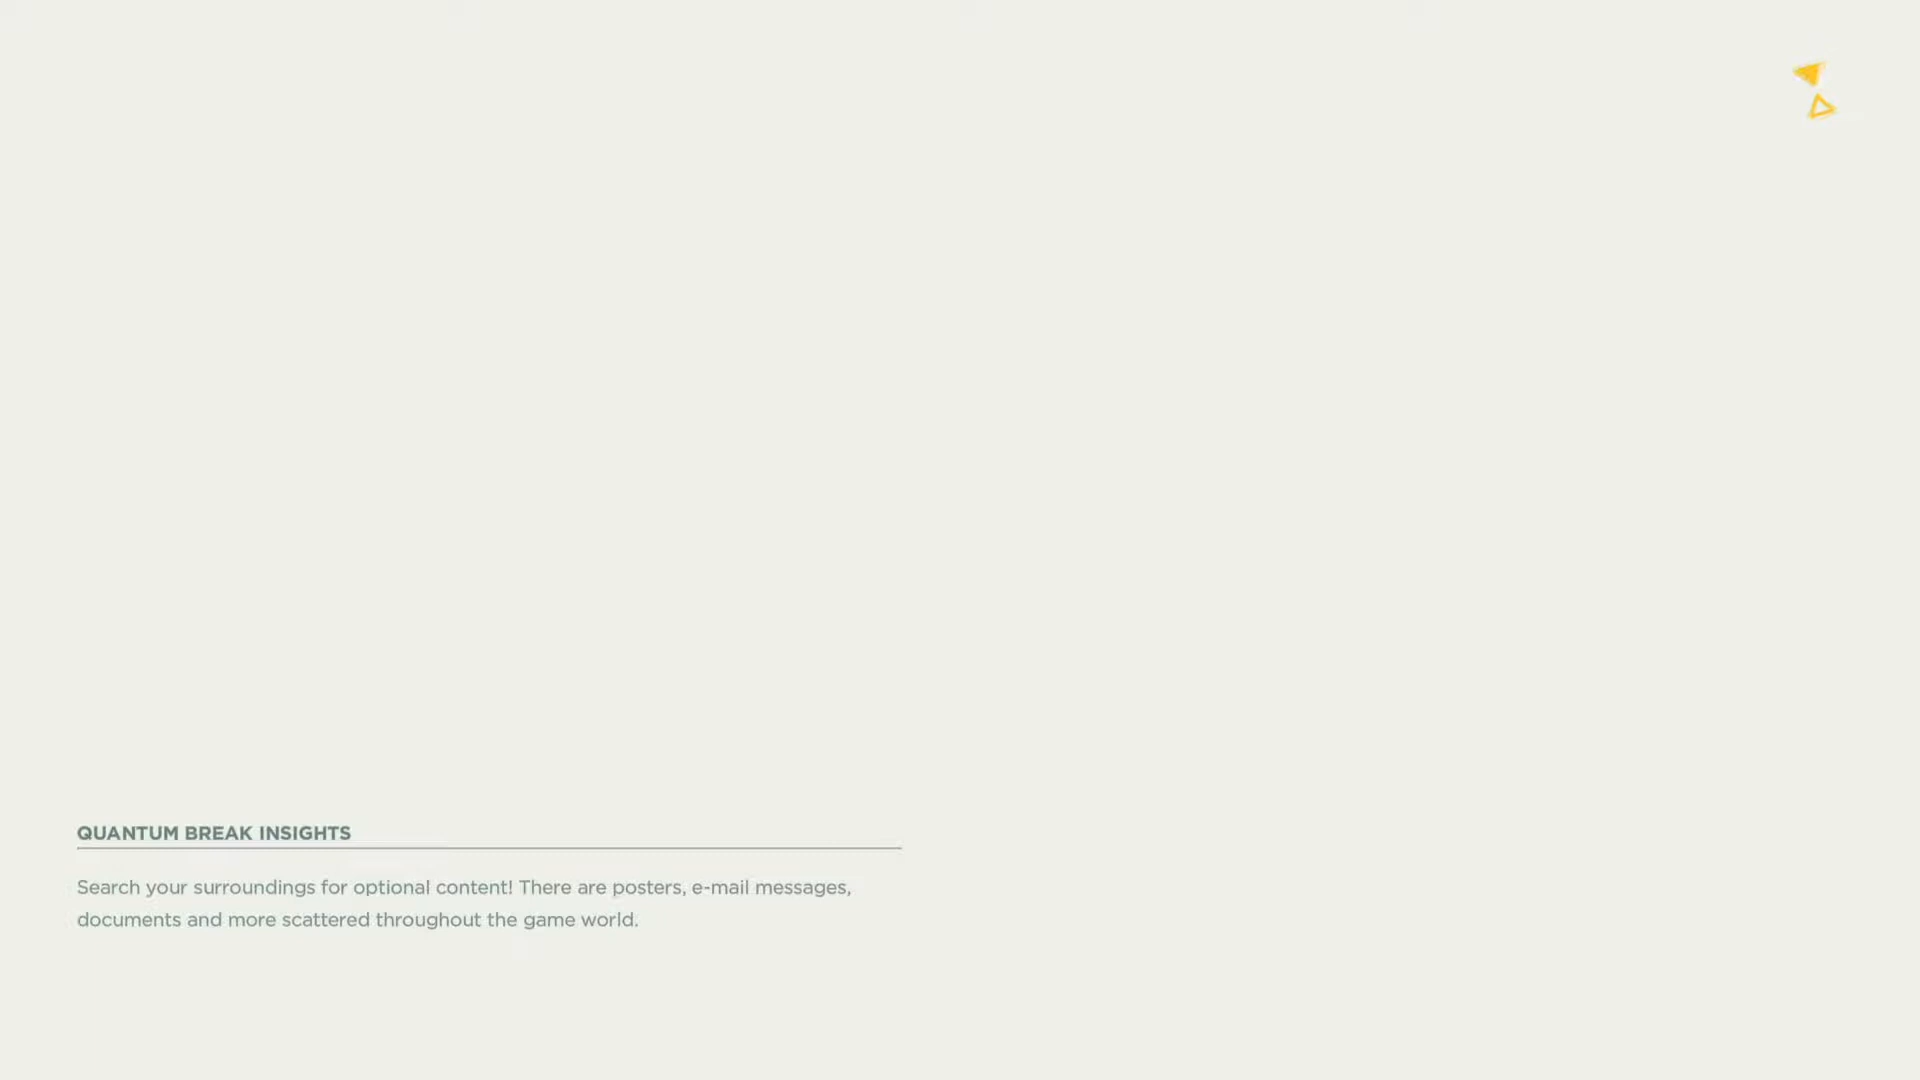 QUANTUM BREAK INSIGHTS
Search your surroundings for optional content! There are posters, e-mail messages,
documents and more scattered throughout the game world.